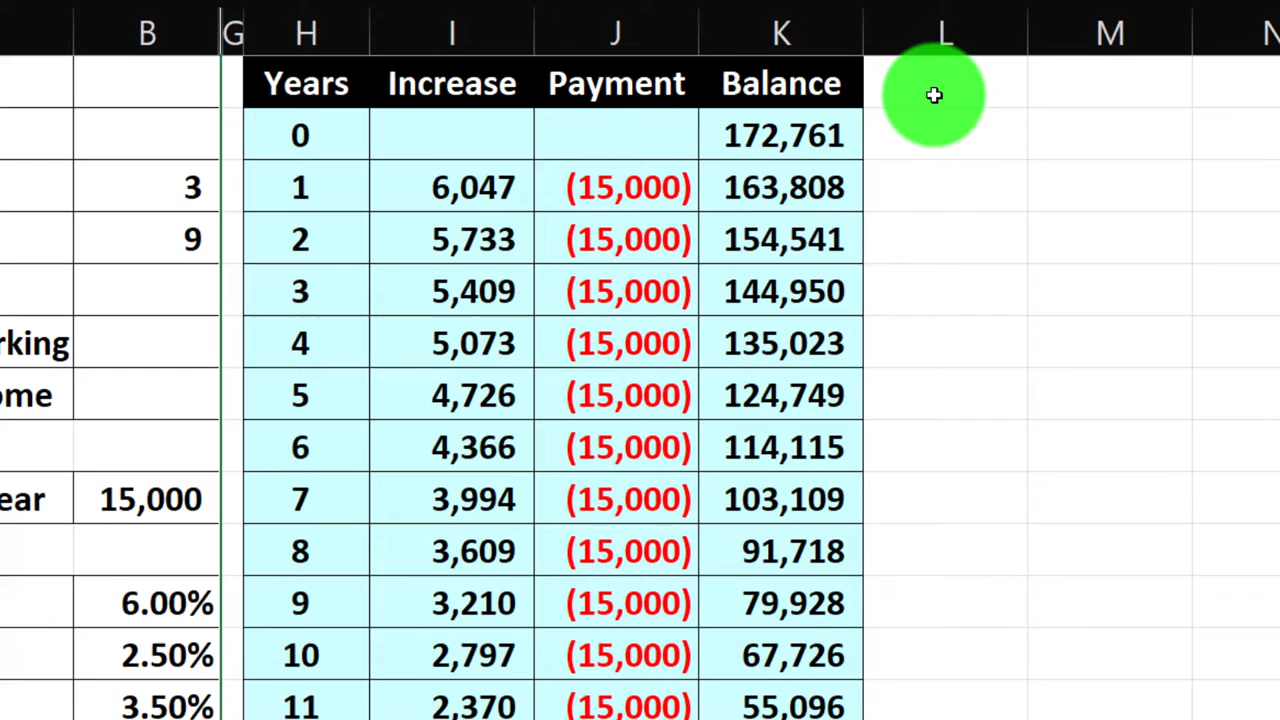 B G H I J K L M N
Years Increase Payment Balance
0 172,761
3 1 6,047 (15,000) 163,808
9 2 5,733 (15,000) 154,541
3 5,409 (15,000) 144,950
rking 4 5,073 (15,000) 135,023
ome 5 4,726 (15,000) 124,749
6 4,366 (15,000) 114,115
ear 15,000 7 3,994 (15,000) 103,109
8 3,609 (15,000) 91,718
6.00% 9 3,210 (15,000) 79,928
2.50% 10 2,797 (15,000) 67,726
3.50% 11 2,370 (15,000) 55,096